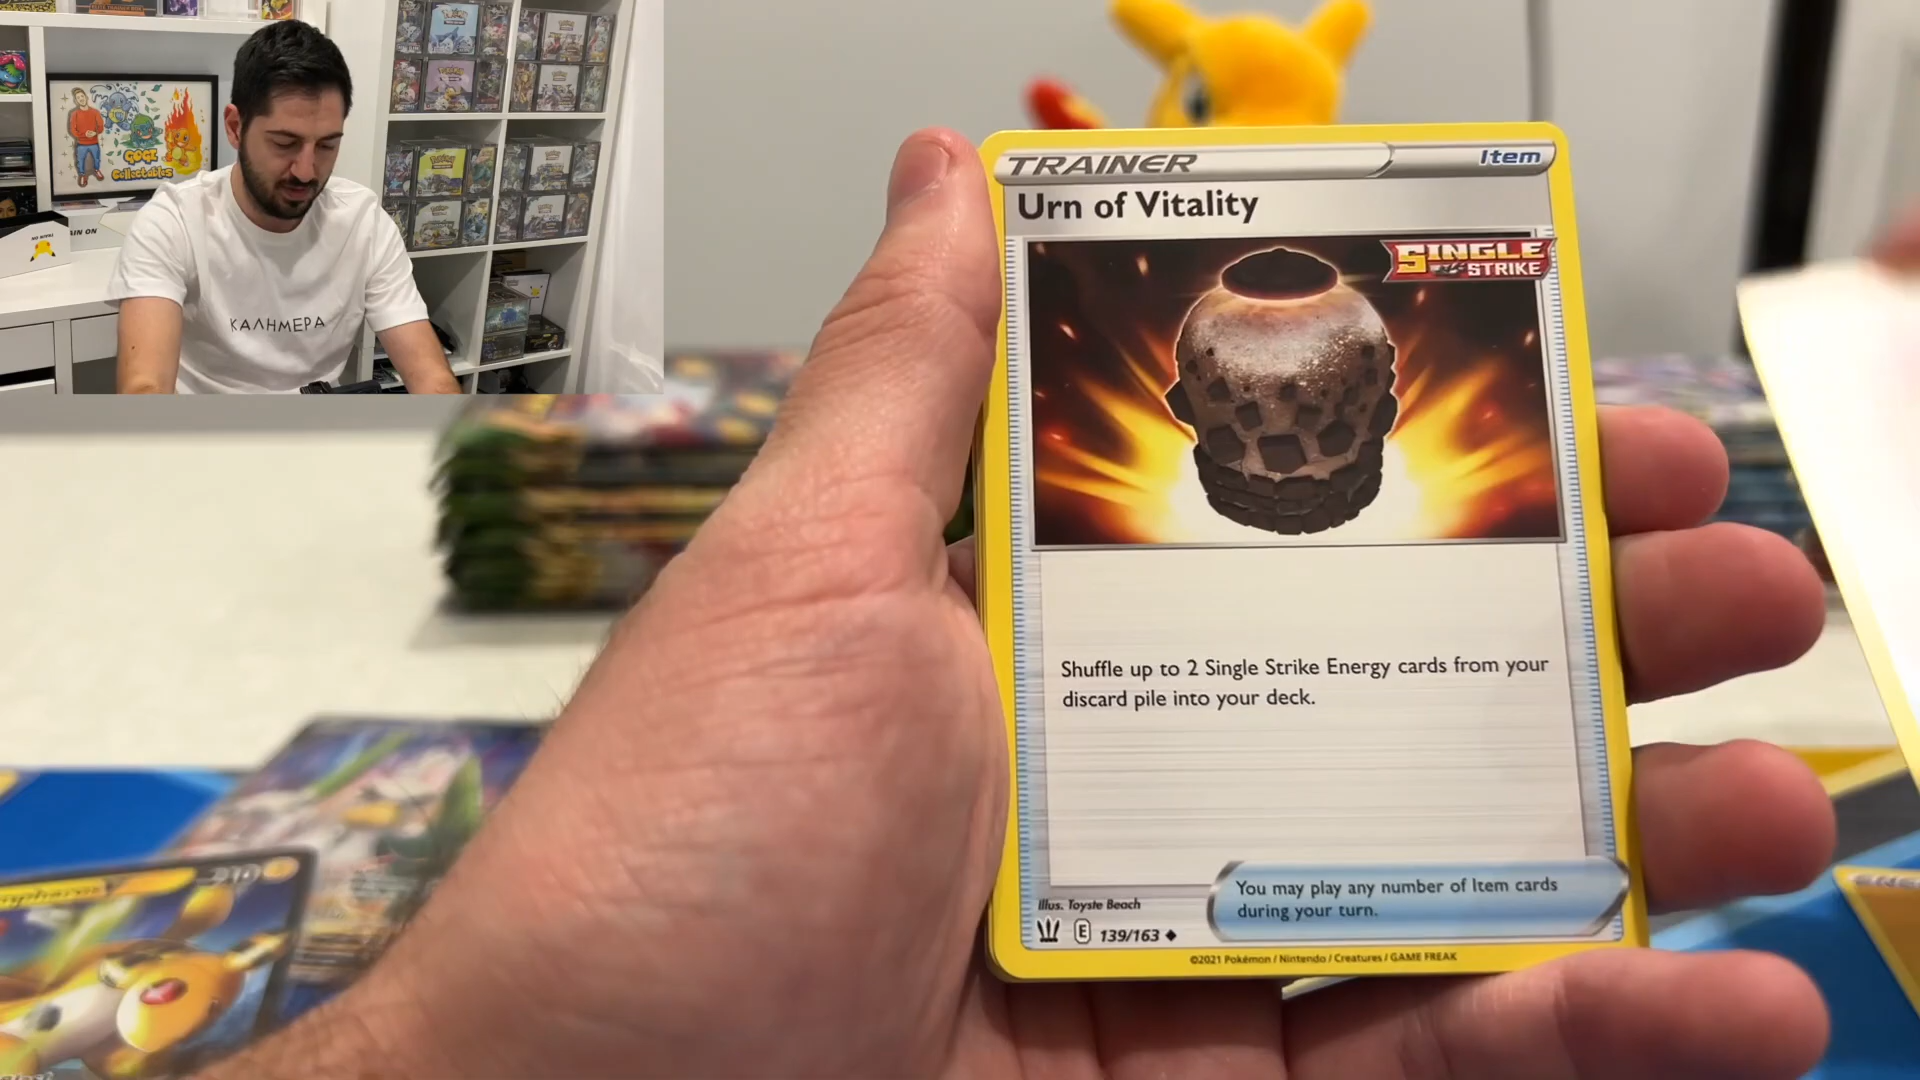 GOGZ
Collectables
ΚΑΛΗΜΕΡΑ
TRAINER
Item
Urn of Vitality
SINGLE
STRIKE
Shuffle up to 2 Single Strike Energy cards from your
discard pile into your deck.
You may play any number of Item cards
during your turn.
Illus. Toyste Beach
E 139/163
©2021 Pokémon / Nintendo / Creatures / GAME FREAK